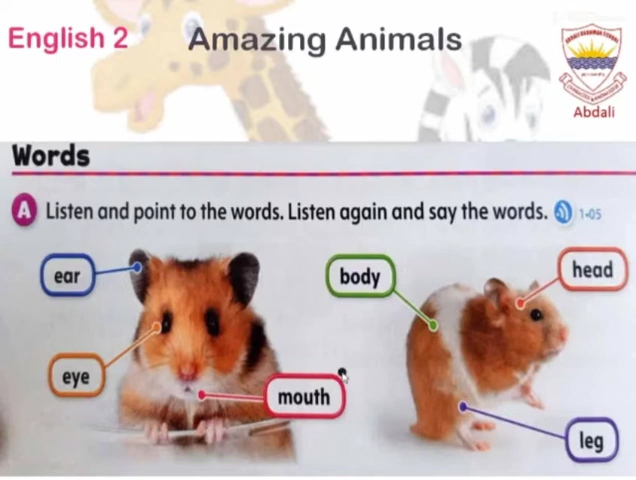 English 2
Amazing Animals
Abdali
Words
A Listen and point to the words. Listen again and say the words. 1-05
ear
body
head
eye
mouth
leg